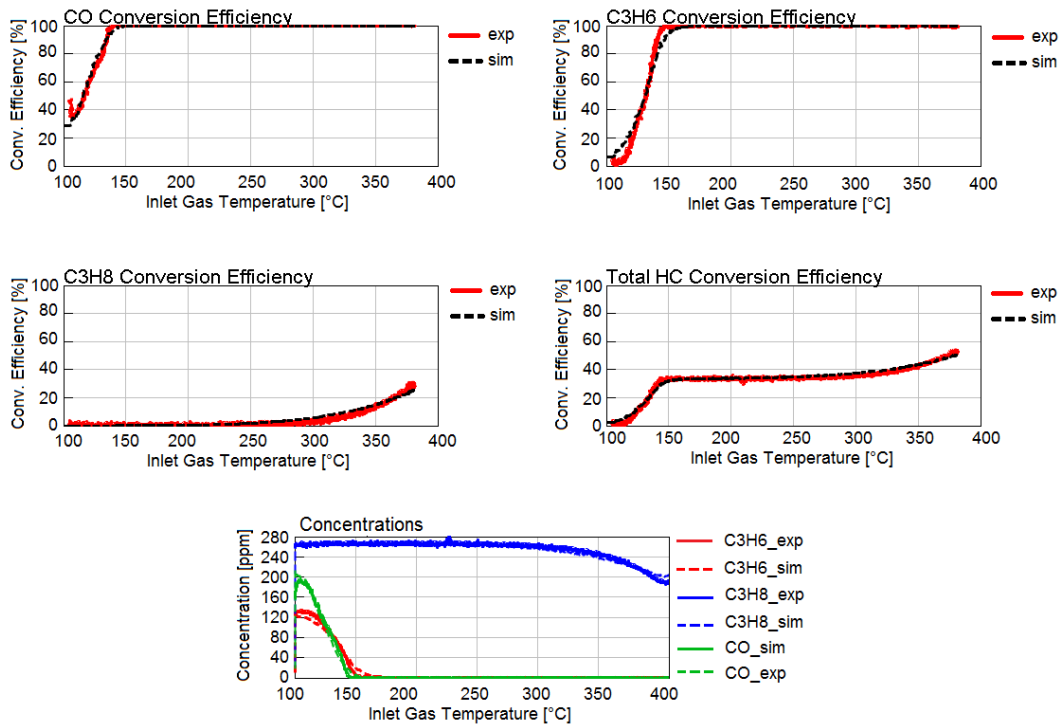 CO Conversion Efficiency
Conv. Efficiency [%]
100
80
60
40
20
0
100 150 200 250 300 350 400
Inlet Gas Temperature [°C]
exp
sim
C3H6 Conversion Efficiency
Conv. Efficiency [%]
100
80
60
40
20
0
100 150 200 250 300 350 400
Inlet Gas Temperature [°C]
exp
sim
C3H8 Conversion Efficiency
Conv. Efficiency [%]
100
80
60
40
20
0
100 150 200 250 300 350 400
Inlet Gas Temperature [°C]
exp
sim
Total HC Conversion Efficiency
Conv. Efficiency [%]
100
80
60
40
20
0
100 150 200 250 300 350 400
Inlet Gas Temperature [°C]
exp
sim
Concentrations
Concentration [ppm]
280
240
200
160
120
80
40
0
100 150 200 250 300 350 400
Inlet Gas Temperature [°C]
C3H6_exp
C3H6_sim
C3H8_exp
C3H8_sim
CO_sim
CO_exp